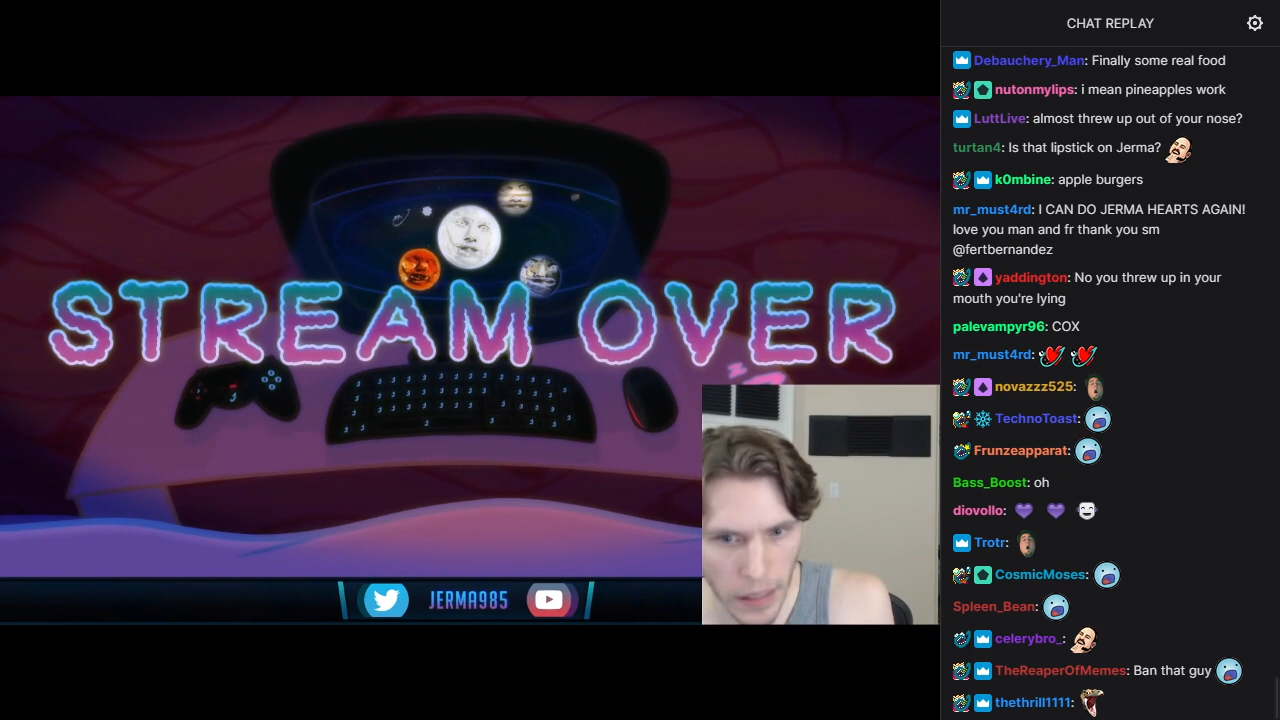 CHAT REPLAY
Debauchery_Man: Finally some real food
nutonmylips: i mean pineapples work
LuttLive: almost threw up out of your nose?
turtan4: Is that lipstick on Jerma?
k0mbine: apple burgers
mr_must4rd: I CAN DO JERMA HEARTS AGAIN!
love you man and fr thank you sm
@fertbernandez
yaddington: No you threw up in your
mouth you're lying
palevampyr96: COX
mr_must4rd:
novazzz525:
TechnoToast:
Frunzeapparat:
Bass_Boost: oh
diovollo:
Trotr:
CosmicMoses:
Spleen_Bean:
celerybro_:
TheReaperOfMemes: Ban that guy
thethrill1111:
STREAM OVER
JERMA985